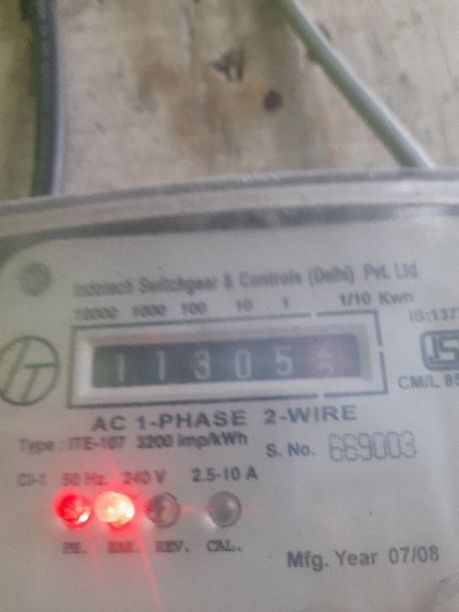 Indotech Switchgear & Controls (Delhi) Pvt. Ltd
10000 1000 100 10 1 1/10 Kwh
IS:137
1 1 3 0 5
CM/L 85
AC 1-PHASE 2-WIRE
Type : ITE-107 3200 imp/kWh
S. No. 669003
Cl-1 50 Hz. 240 V 2.5-10 A
PH. EAR. REV. CAL.
Mfg. Year 07/08